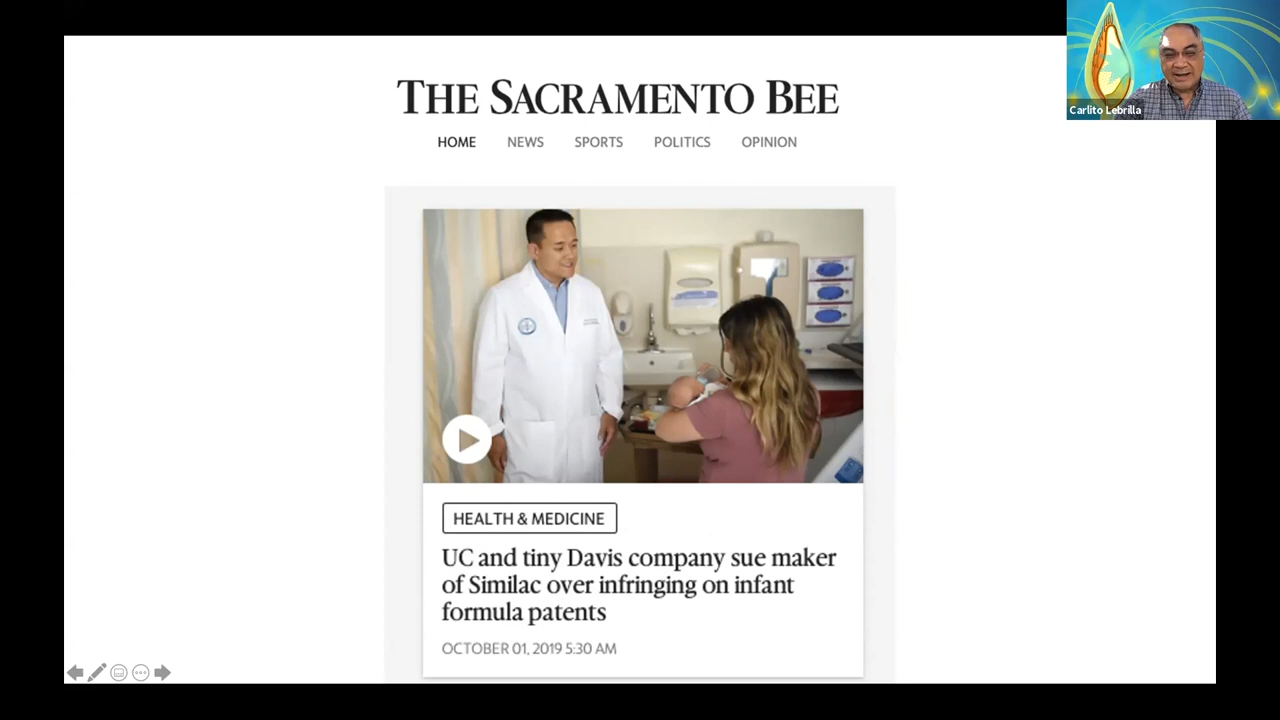 THE SACRAMENTO BEE
HOME NEWS SPORTS POLITICS OPINION
Carlito Lebrilla
HEALTH & MEDICINE
UC and tiny Davis company sue maker
of Similac over infringing on infant
formula patents
OCTOBER 01, 2019 5:30 AM